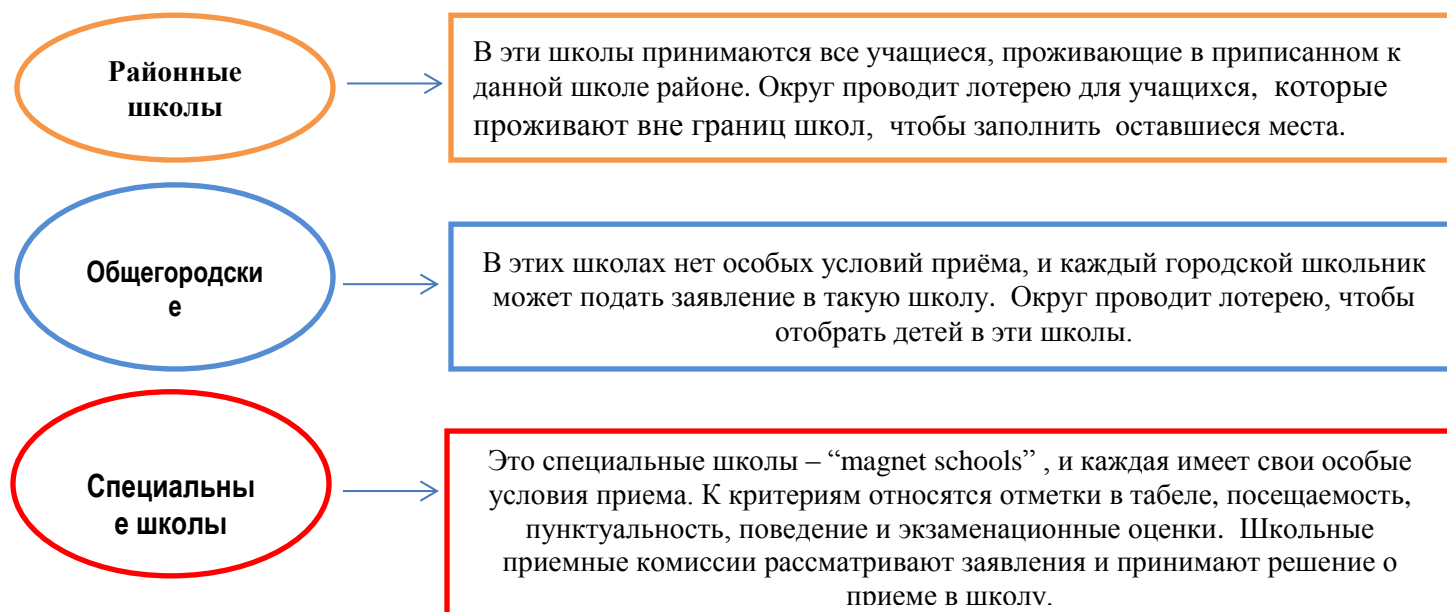 Районные
школы
В эти школы принимаются все учащиеся, проживающие в приписанном к
данной школе районе. Округ проводит лотерею для учащихся, которые
проживают вне границ школ, чтобы заполнить оставшиеся места.
Общегородски
е
В этих школах нет особых условий приёма, и каждый городской школьник
может подать заявление в такую школу. Округ проводит лотерею, чтобы
отобрать детей в эти школы.
Специальны
е школы
Это специальные школы – “magnet schools” , и каждая имеет свои особые
условия приема. К критериям относятся отметки в табеле, посещаемость,
пунктуальность, поведение и экзаменационные оценки. Школьные
приемные комиссии рассматривают заявления и принимают решение о
приеме в школу.